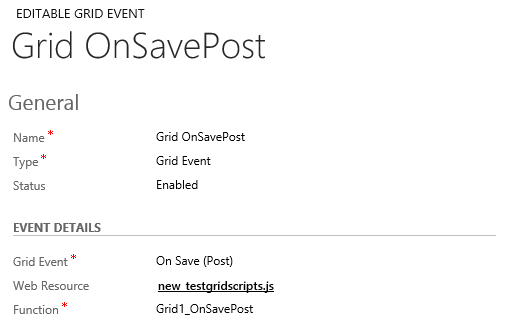 EDITABLE GRID EVENT
Grid OnSavePost
General
Name * Grid OnSavePost
Type * Grid Event
Status Enabled
EVENT DETAILS
Grid Event * On Save (Post)
Web Resource new_testgridscripts.js
Function * Grid1_OnSavePost